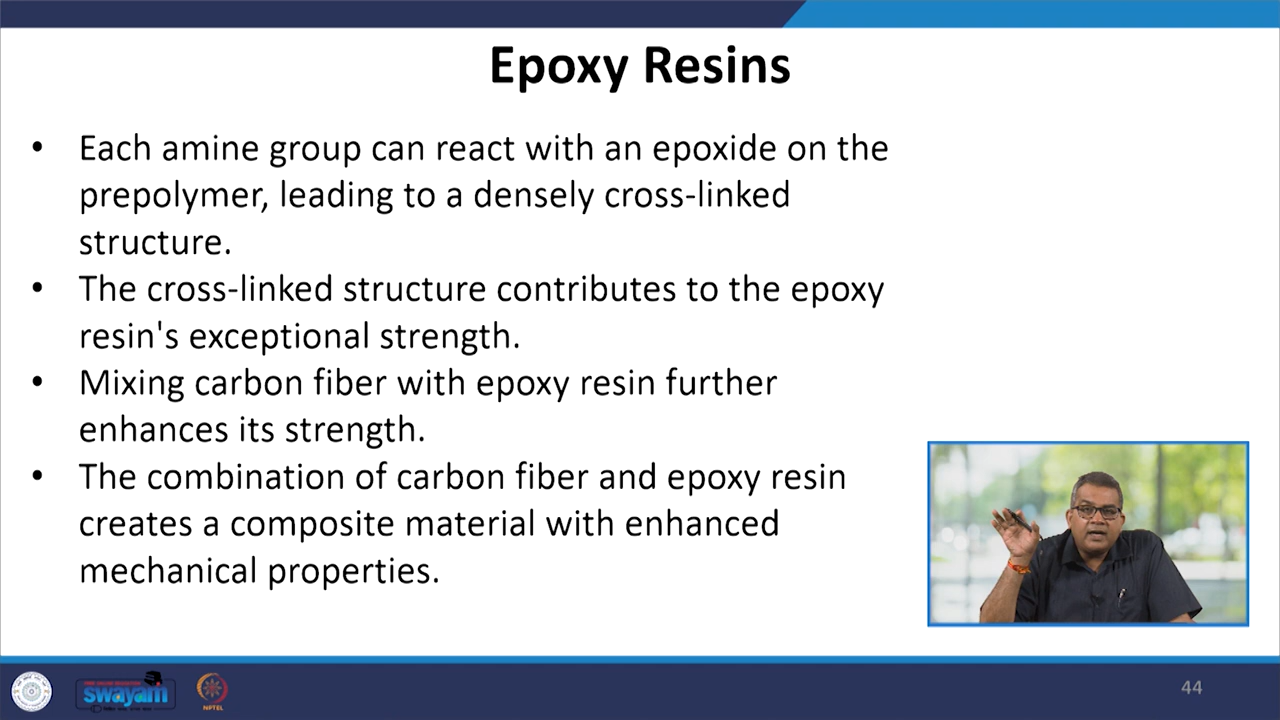 Epoxy Resins
• Each amine group can react with an epoxide on the
prepolymer, leading to a densely cross-linked
structure.
• The cross-linked structure contributes to the epoxy
resin's exceptional strength.
• Mixing carbon fiber with epoxy resin further
enhances its strength.
• The combination of carbon fiber and epoxy resin
creates a composite material with enhanced
mechanical properties.
swayam
NPTEL
44